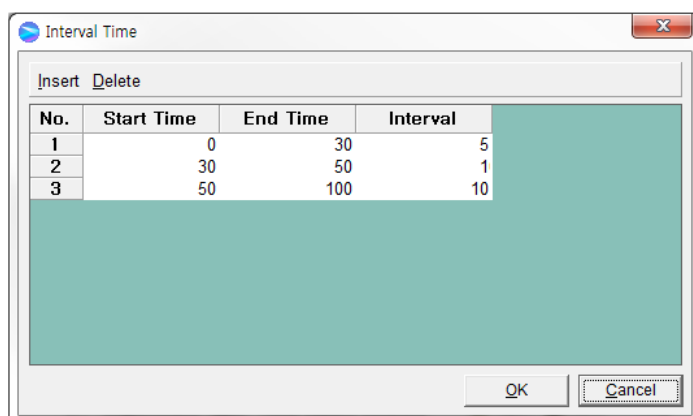 Interval Time
Insert Delete
No. Start Time End Time Interval
1 0 30 5
2 30 50 1
3 50 100 10
OK Cancel